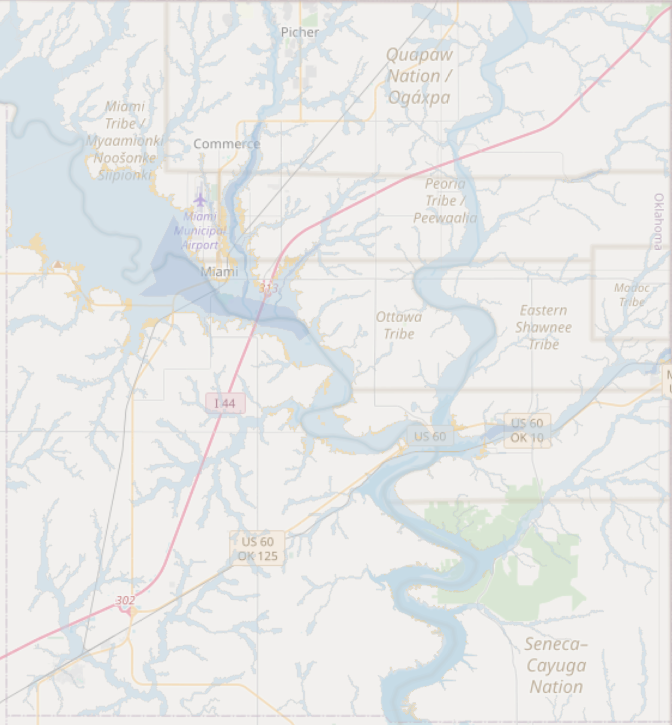 Picher
Quapaw
Nation /
Ogáxpa
Miami
Tribe /
Myaamionki
Noošonke
Siipionki
Commerce
Peoria
Tribe /
Peewaalia
Oklahoma
Miami
Municipal
Airport
Miami
313
Madoc
Tribe
Ottawa
Tribe
Eastern
Shawnee
Tribe
I 44
US 60
US 60
OK 10
US 60
OK 125
302
Seneca–
Cayuga
Nation